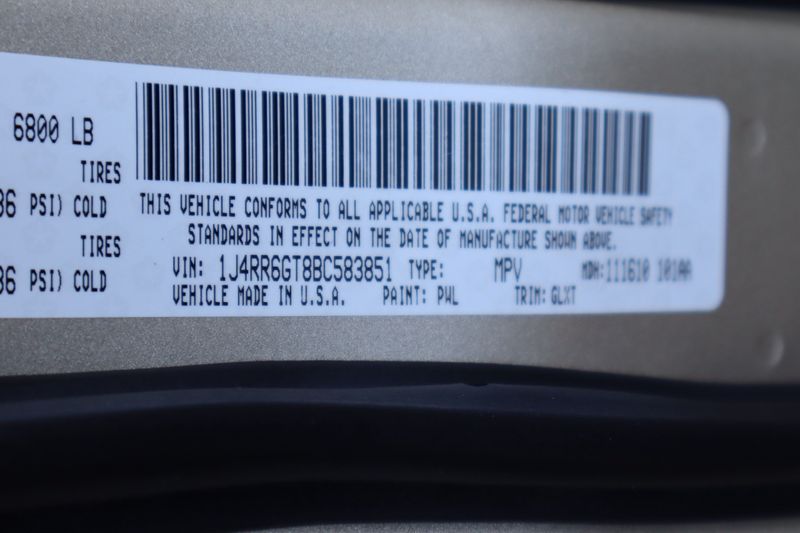 6800 LB
TIRES
36 PSI) COLD
TIRES
36 PSI) COLD
THIS VEHICLE CONFORMS TO ALL APPLICABLE U.S.A. FEDERAL MOTOR VEHICLE SAFETY
STANDARDS IN EFFECT ON THE DATE OF MANUFACTURE SHOWN ABOVE.
VIN: 1J4RR6GT8BC583851 TYPE: MPV MDH:111610 101AA
VEHICLE MADE IN U.S.A. PAINT: PWL TRIM: GLXT